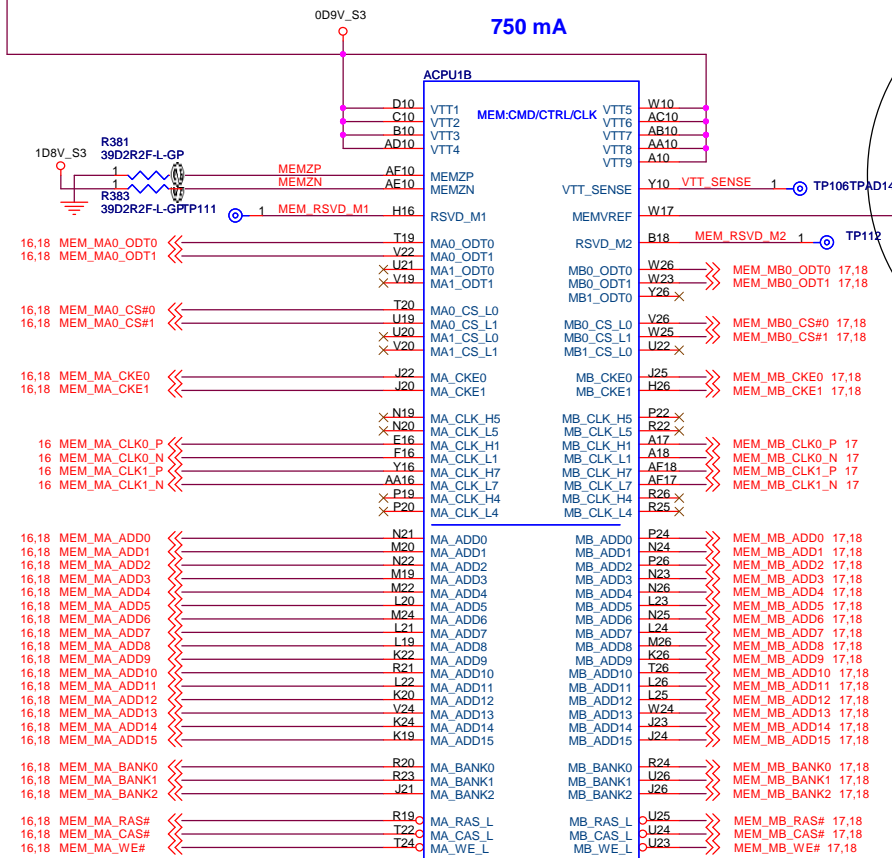 0D9V_S3
750 mA
ACPU1B
D10 VTT1 MEM:CMD/CTRL/CLK VTT5 W10
C10 VTT2 VTT6 AC10
B10 VTT3 VTT7 AB10
AD10 VTT4 VTT8 AA10
VTT9 A10
R381
39D2R2F-L-GP
1D8V_S3
1 MEMZP AF10 MEMZP
1 MEMZN AE10 MEMZN VTT_SENSE Y10 VTT_SENSE 1 TP106TPAD14
R383
39D2R2F-L-GP
TP111 1 MEM_RSVD_M1 H16 RSVD_M1 MEMVREF W17
RSVD_M2 B18 MEM_RSVD_M2 1 TP112
16,18 MEM_MA0_ODT0 T19 MA0_ODT0
16,18 MEM_MA0_ODT1 V22 MA0_ODT1
U21 MA1_ODT0 MB0_ODT0 W26 MEM_MB0_ODT0 17,18
V19 MA1_ODT1 MB0_ODT1 W23 MEM_MB0_ODT1 17,18
MB1_ODT0 Y26
16,18 MEM_MA0_CS#0 T20 MA0_CS_L0
16,18 MEM_MA0_CS#1 U19 MA0_CS_L1 MB0_CS_L0 V26 MEM_MB0_CS#0 17,18
U20 MA1_CS_L0 MB0_CS_L1 W25 MEM_MB0_CS#1 17,18
V20 MA1_CS_L1 MB1_CS_L0 U22
16,18 MEM_MA_CKE0 J22 MA_CKE0 MB_CKE0 J25 MEM_MB_CKE0 17,18
16,18 MEM_MA_CKE1 J20 MA_CKE1 MB_CKE1 H26 MEM_MB_CKE1 17,18
N19 MA_CLK_H5 MB_CLK_H5 P22
N20 MA_CLK_L5 MB_CLK_L5 R22
16 MEM_MA_CLK0_P E16 MA_CLK_H1 MB_CLK_H1 A17 MEM_MB_CLK0_P 17
16 MEM_MA_CLK0_N F16 MA_CLK_L1 MB_CLK_L1 A18 MEM_MB_CLK0_N 17
16 MEM_MA_CLK1_P Y16 MA_CLK_H7 MB_CLK_H7 AF18 MEM_MB_CLK1_P 17
16 MEM_MA_CLK1_N AA16 MA_CLK_L7 MB_CLK_L7 AF17 MEM_MB_CLK1_N 17
P19 MA_CLK_H4 MB_CLK_H4 R26
P20 MA_CLK_L4 MB_CLK_L4 R25
16,18 MEM_MA_ADD0 N21 MA_ADD0 MB_ADD0 P24 MEM_MB_ADD0 17,18
16,18 MEM_MA_ADD1 M20 MA_ADD1 MB_ADD1 N24 MEM_MB_ADD1 17,18
16,18 MEM_MA_ADD2 N22 MA_ADD2 MB_ADD2 P26 MEM_MB_ADD2 17,18
16,18 MEM_MA_ADD3 M19 MA_ADD3 MB_ADD3 N23 MEM_MB_ADD3 17,18
16,18 MEM_MA_ADD4 M22 MA_ADD4 MB_ADD4 N26 MEM_MB_ADD4 17,18
16,18 MEM_MA_ADD5 L20 MA_ADD5 MB_ADD5 L23 MEM_MB_ADD5 17,18
16,18 MEM_MA_ADD6 M24 MA_ADD6 MB_ADD6 N25 MEM_MB_ADD6 17,18
16,18 MEM_MA_ADD7 L21 MA_ADD7 MB_ADD7 L24 MEM_MB_ADD7 17,18
16,18 MEM_MA_ADD8 L19 MA_ADD8 MB_ADD8 M26 MEM_MB_ADD8 17,18
16,18 MEM_MA_ADD9 K22 MA_ADD9 MB_ADD9 K26 MEM_MB_ADD9 17,18
16,18 MEM_MA_ADD10 R21 MA_ADD10 MB_ADD10 T26 MEM_MB_ADD10 17,18
16,18 MEM_MA_ADD11 L22 MA_ADD11 MB_ADD11 L26 MEM_MB_ADD11 17,18
16,18 MEM_MA_ADD12 K20 MA_ADD12 MB_ADD12 L25 MEM_MB_ADD12 17,18
16,18 MEM_MA_ADD13 V24 MA_ADD13 MB_ADD13 W24 MEM_MB_ADD13 17,18
16,18 MEM_MA_ADD14 K24 MA_ADD14 MB_ADD14 J23 MEM_MB_ADD14 17,18
16,18 MEM_MA_ADD15 K19 MA_ADD15 MB_ADD15 J24 MEM_MB_ADD15 17,18
16,18 MEM_MA_BANK0 R20 MA_BANK0 MB_BANK0 R24 MEM_MB_BANK0 17,18
16,18 MEM_MA_BANK1 R23 MA_BANK1 MB_BANK1 U26 MEM_MB_BANK1 17,18
16,18 MEM_MA_BANK2 J21 MA_BANK2 MB_BANK2 J26 MEM_MB_BANK2 17,18
16,18 MEM_MA_RAS# R19 MA_RAS_L MB_RAS_L U25 MEM_MB_RAS# 17,18
16,18 MEM_MA_CAS# T22 MA_CAS_L MB_CAS_L U24 MEM_MB_CAS# 17,18
16,18 MEM_MA_WE# T24 MA_WE_L MB_WE_L U23 MEM_MB_WE# 17,18